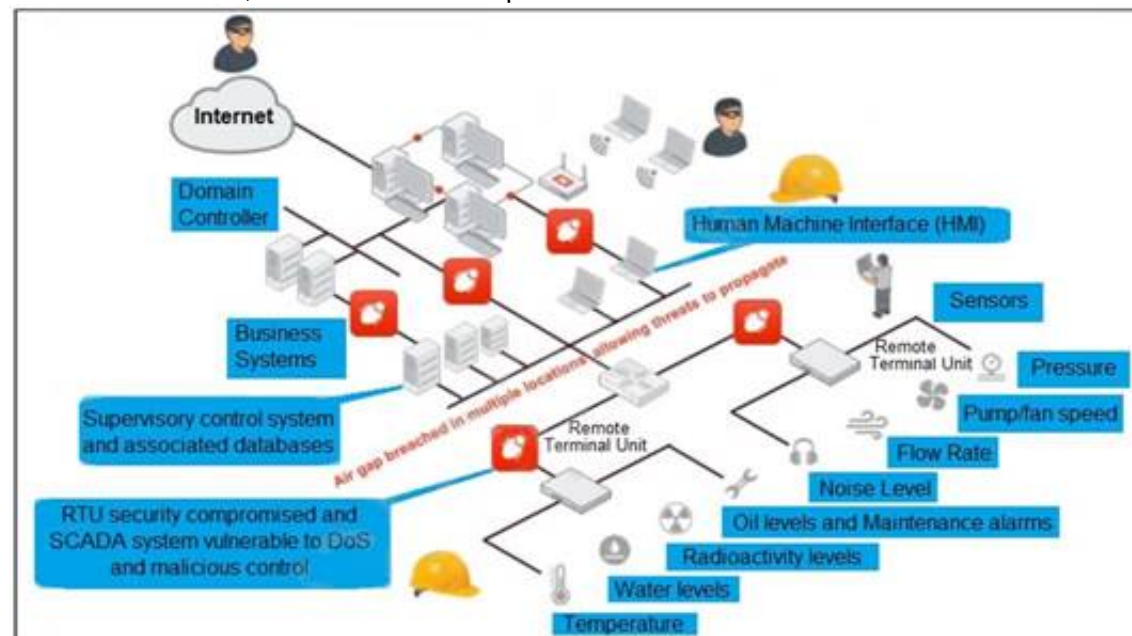 Internet
Domain
Controller
Human Machine Interface (HMI)
Sensors
Business
Systems
Remote
Terminal Unit
Pressure
Pump/fan speed
Supervisory control system
and associated databases
Air gap breached in multiple locations, allowing threats to propagate
Remote
Terminal Unit
Flow Rate
Noise Level
RTU security compromised and
SCADA system vulnerable to DoS
and malicious control
Oil levels and Maintenance alarms
Radioactivity levels
Water levels
Temperature